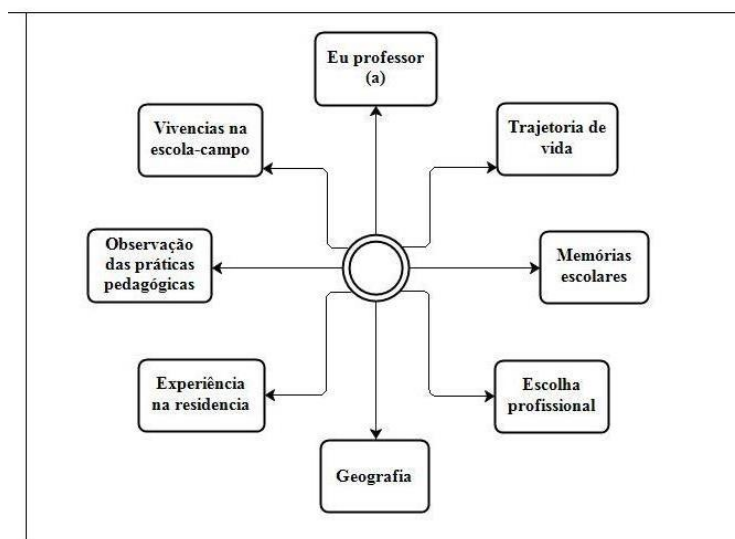 Eu professor
(a)
Vivencias na
escola-campo
Trajetoria de
vida
Observação
das práticas
pedagógicas
Memórias
escolares
Experiência
na residencia
Escolha
profissional
Geografia